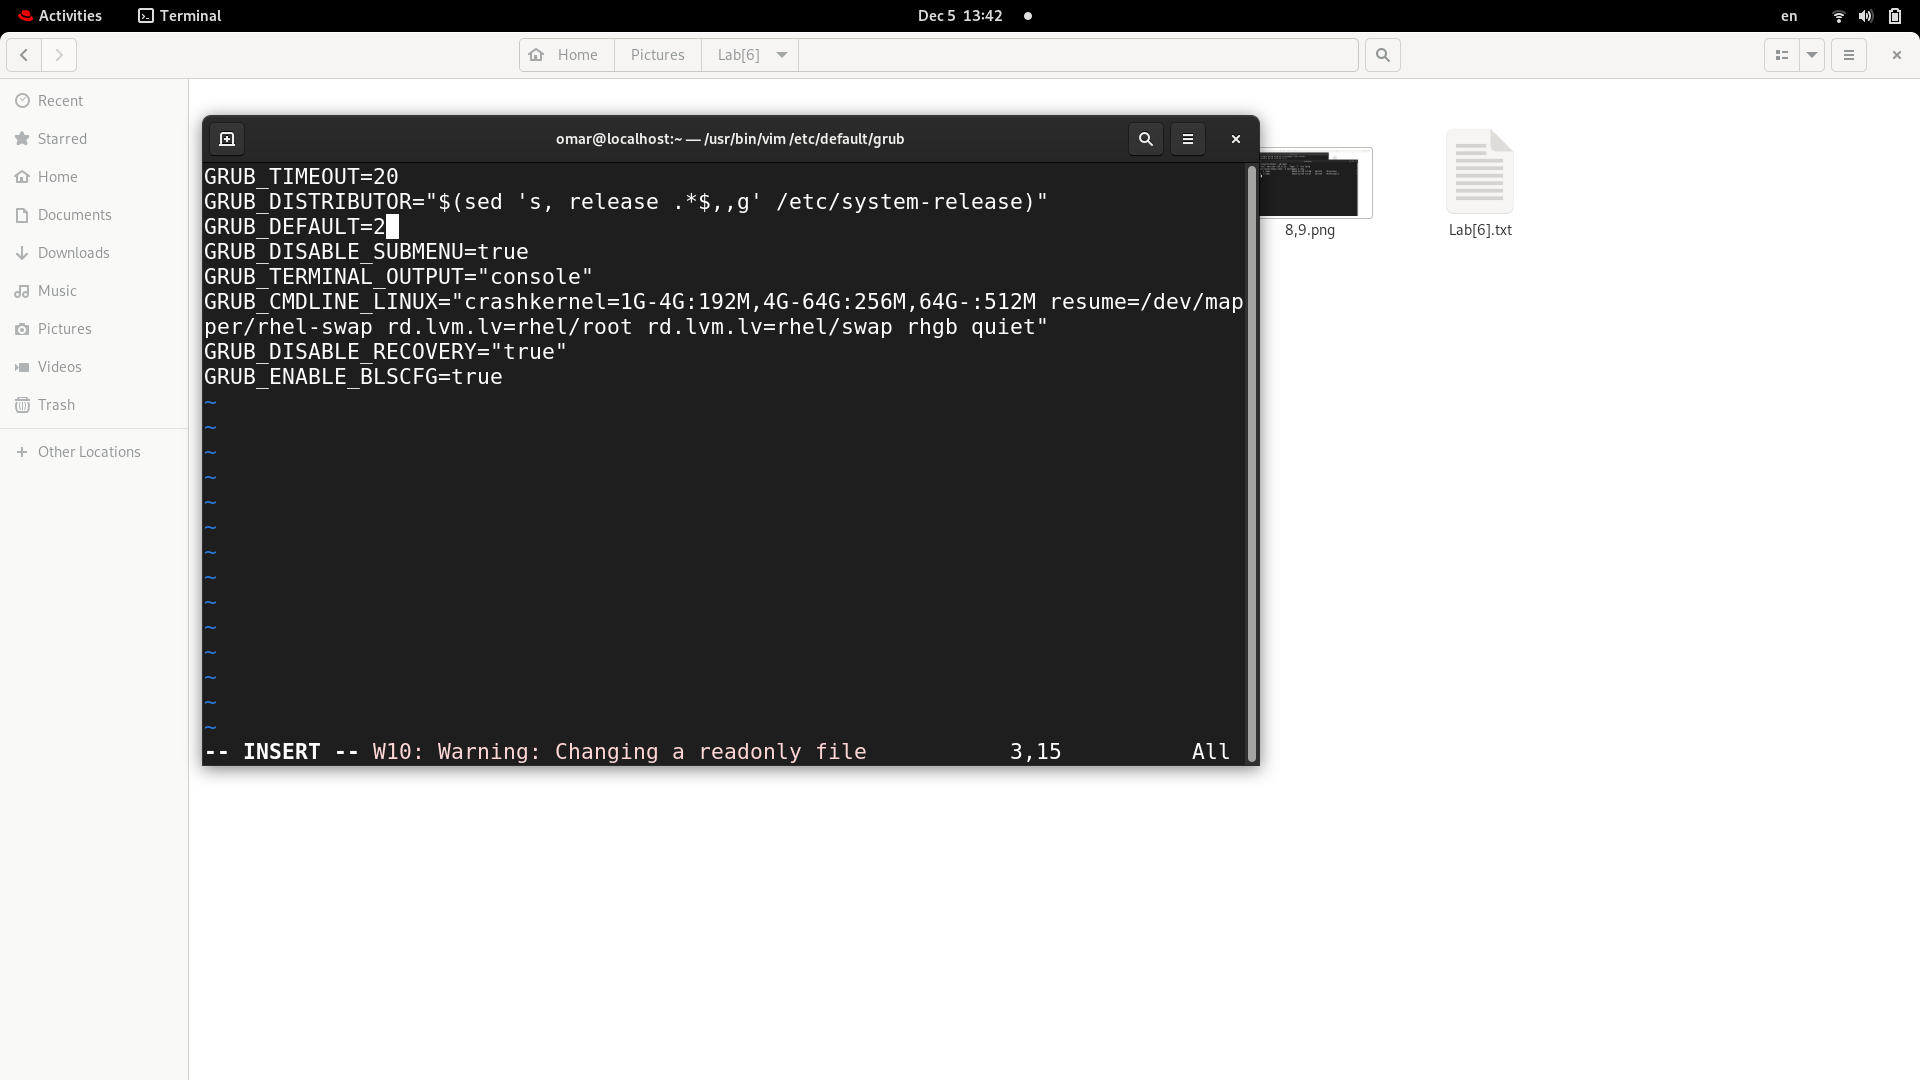 Activities
Terminal
Dec 5 13:42
en
Home
Pictures
Lab[6]
Recent
Starred
Home
Documents
Downloads
Music
Pictures
Videos
Trash
Other Locations
8,9.png
Lab[6].txt
omar@localhost:~ — /usr/bin/vim /etc/default/grub
GRUB_TIMEOUT=20
GRUB_DISTRIBUTOR="$(sed 's, release .*$,,g' /etc/system-release)"
GRUB_DEFAULT=2
GRUB_DISABLE_SUBMENU=true
GRUB_TERMINAL_OUTPUT="console"
GRUB_CMDLINE_LINUX="crashkernel=1G-4G:192M,4G-64G:256M,64G-:512M resume=/dev/map
per/rhel-swap rd.lvm.lv=rhel/root rd.lvm.lv=rhel/swap rhgb quiet"
GRUB_DISABLE_RECOVERY="true"
GRUB_ENABLE_BLSCFG=true
~
~
~
~
~
~
~
~
~
~
~
~
~
~
-- INSERT -- W10: Warning: Changing a readonly file 3,15 All